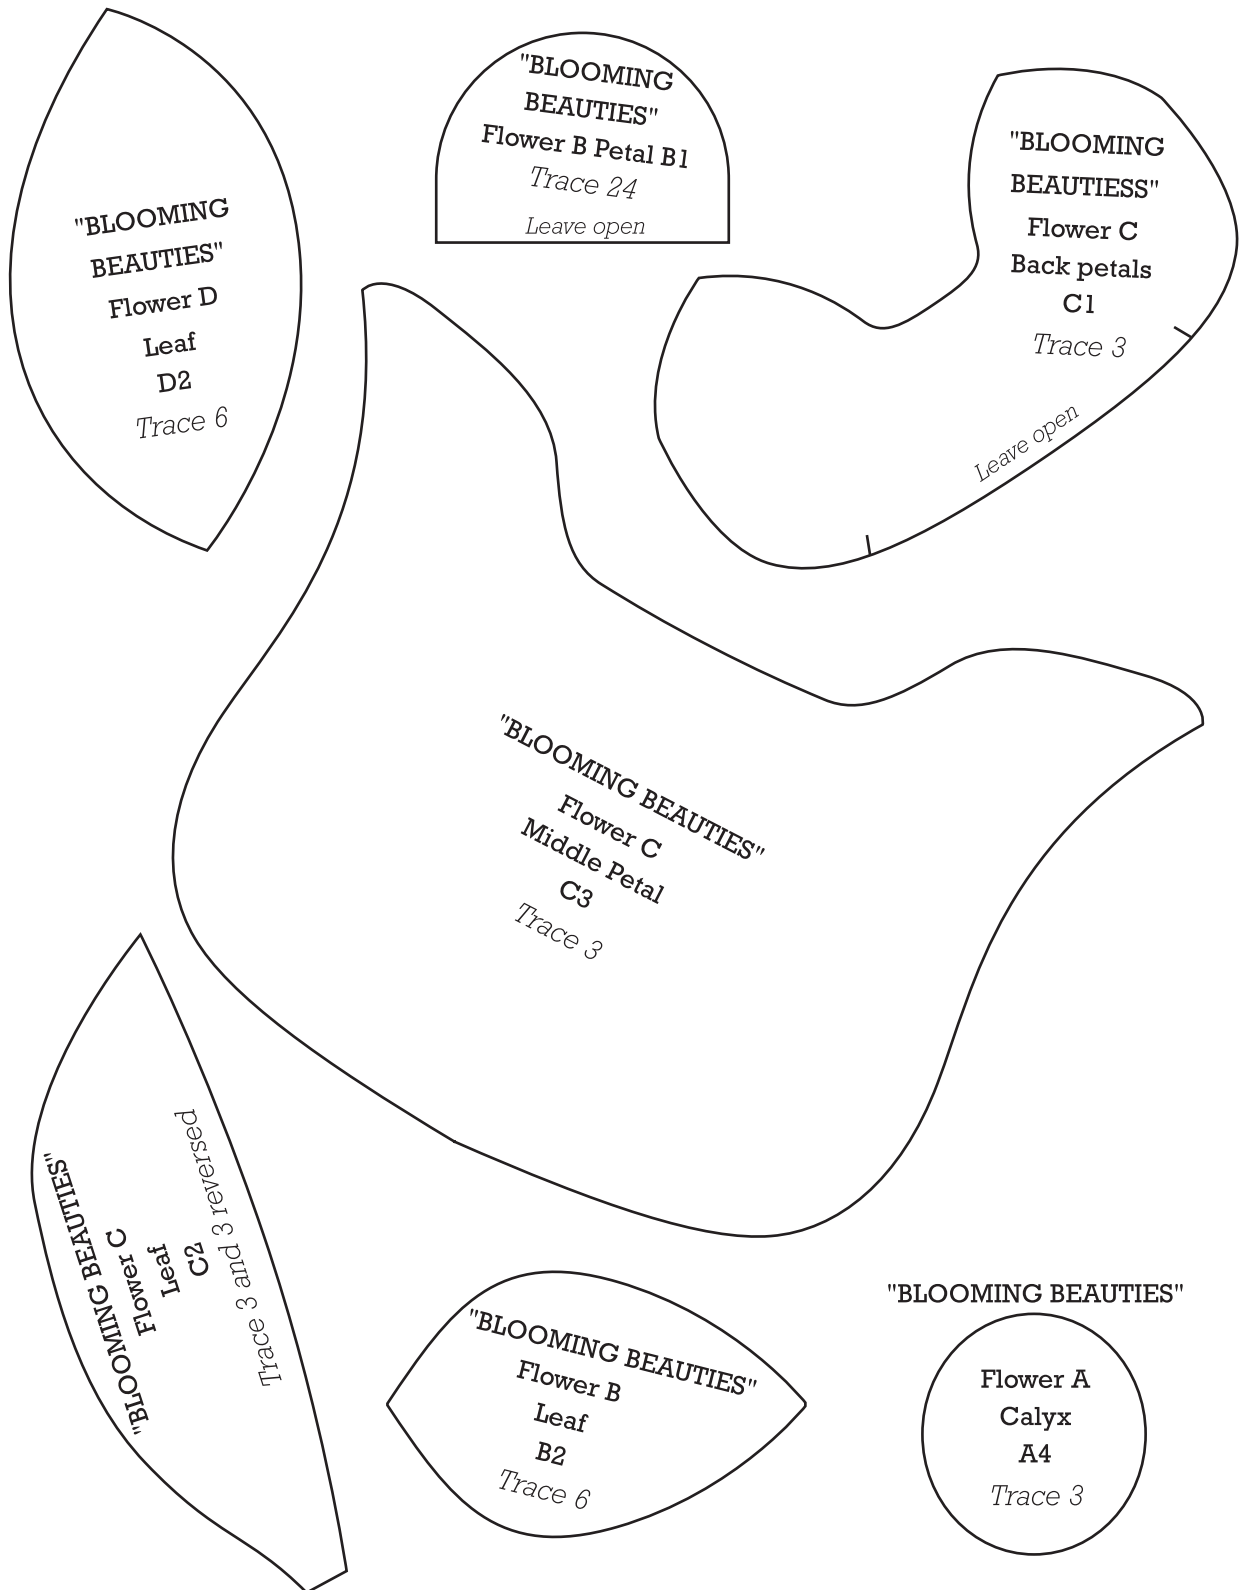 "BLOOMING
BEAUTIES"
Flower D
Leaf
D2
Trace 6
"BLOOMING
BEAUTIES"
Flower B Petal B1
Trace 24
Leave open
"BLOOMING
BEAUTIESS"
Flower C
Back petals
C1
Trace 3
Leave open
"BLOOMING BEAUTIES"
Flower C
Middle Petal
C3
Trace 3
"BLOOMING BEAUTIES"
Flower C
Leaf
C2
Trace 3 and 3 reversed
"BLOOMING BEAUTIES"
Flower B
Leaf
B2
Trace 6
"BLOOMING BEAUTIES"
Flower A
Calyx
A4
Trace 3